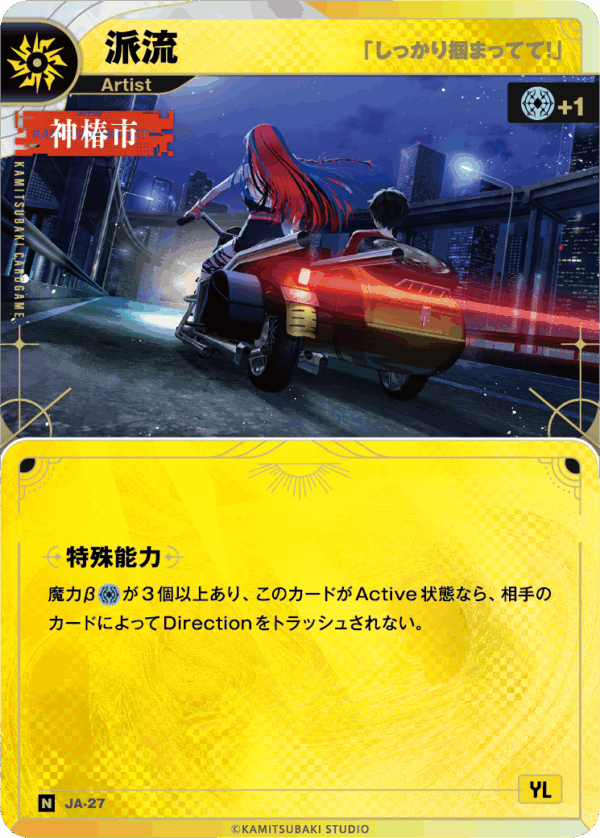 派流
「しっかり掴まってて!」
Artist
+1
神椿市
KAMITSUBAKI CARD GAME
特殊能力
魔力βが3個以上あり、このカードがActive状態なら、相手の
カードによってDirectionをトラッシュされない。
YL
N JA-27
©KAMITSUBAKI STUDIO